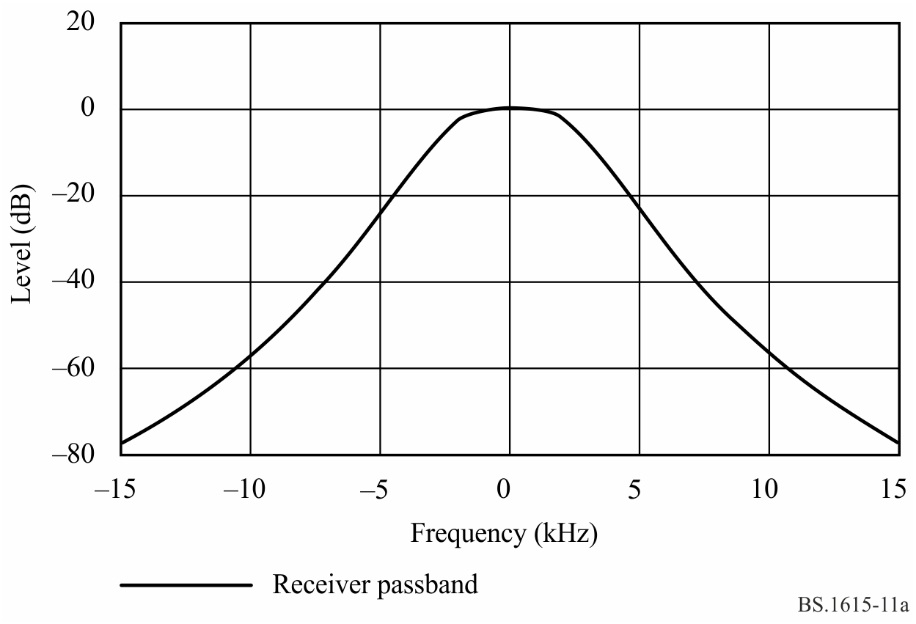 20
0
–20
–40
–60
–80
Level (dB)
–15 –10 –5 0 5 10 15
Frequency (kHz)
Receiver passband
BS.1615-11a